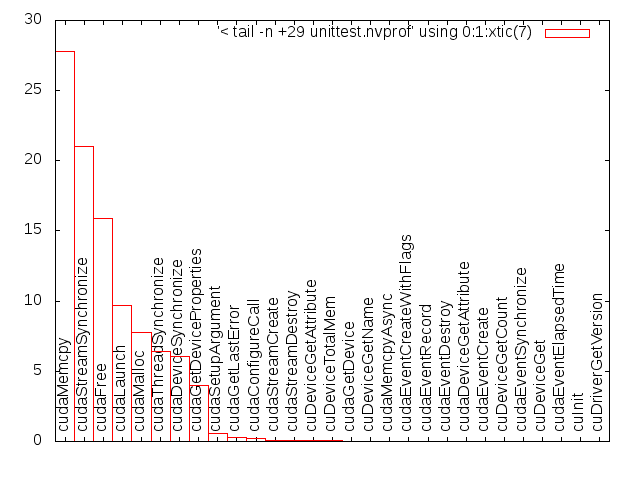 '< tail -n +29 unittest.nvprof' using 0:1:xtic(7)
30
25
20
15
10
5
0
cudaMemcpy
cudaStreamSynchronize
cudaFree
cudaLaunch
cudaMalloc
cudaThreadSynchronize
cudaDeviceSynchronize
cudaGetDeviceProperties
cudaSetupArgument
cudaGetLastError
cudaConfigureCall
cudaStreamCreate
cudaStreamDestroy
cuDeviceGetAttribute
cuDeviceTotalMem
cudaGetDevice
cuDeviceGetName
cudaMemcpyAsync
cudaEventCreateWithFlags
cudaEventRecord
cudaEventDestroy
cudaDeviceGetAttribute
cudaEventCreate
cuDeviceGetCount
cudaEventSynchronize
cuDeviceGet
cudaEventElapsedTime
cuInit
cuDriverGetVersion